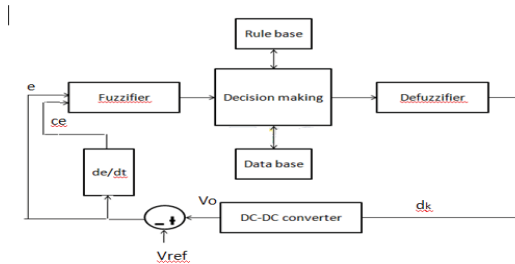 Rule base
e
Fuzzifier
Decision making
Defuzzifier
ce
de/dt
Data base
Vo
DC-DC converter
dk
- +
Vref